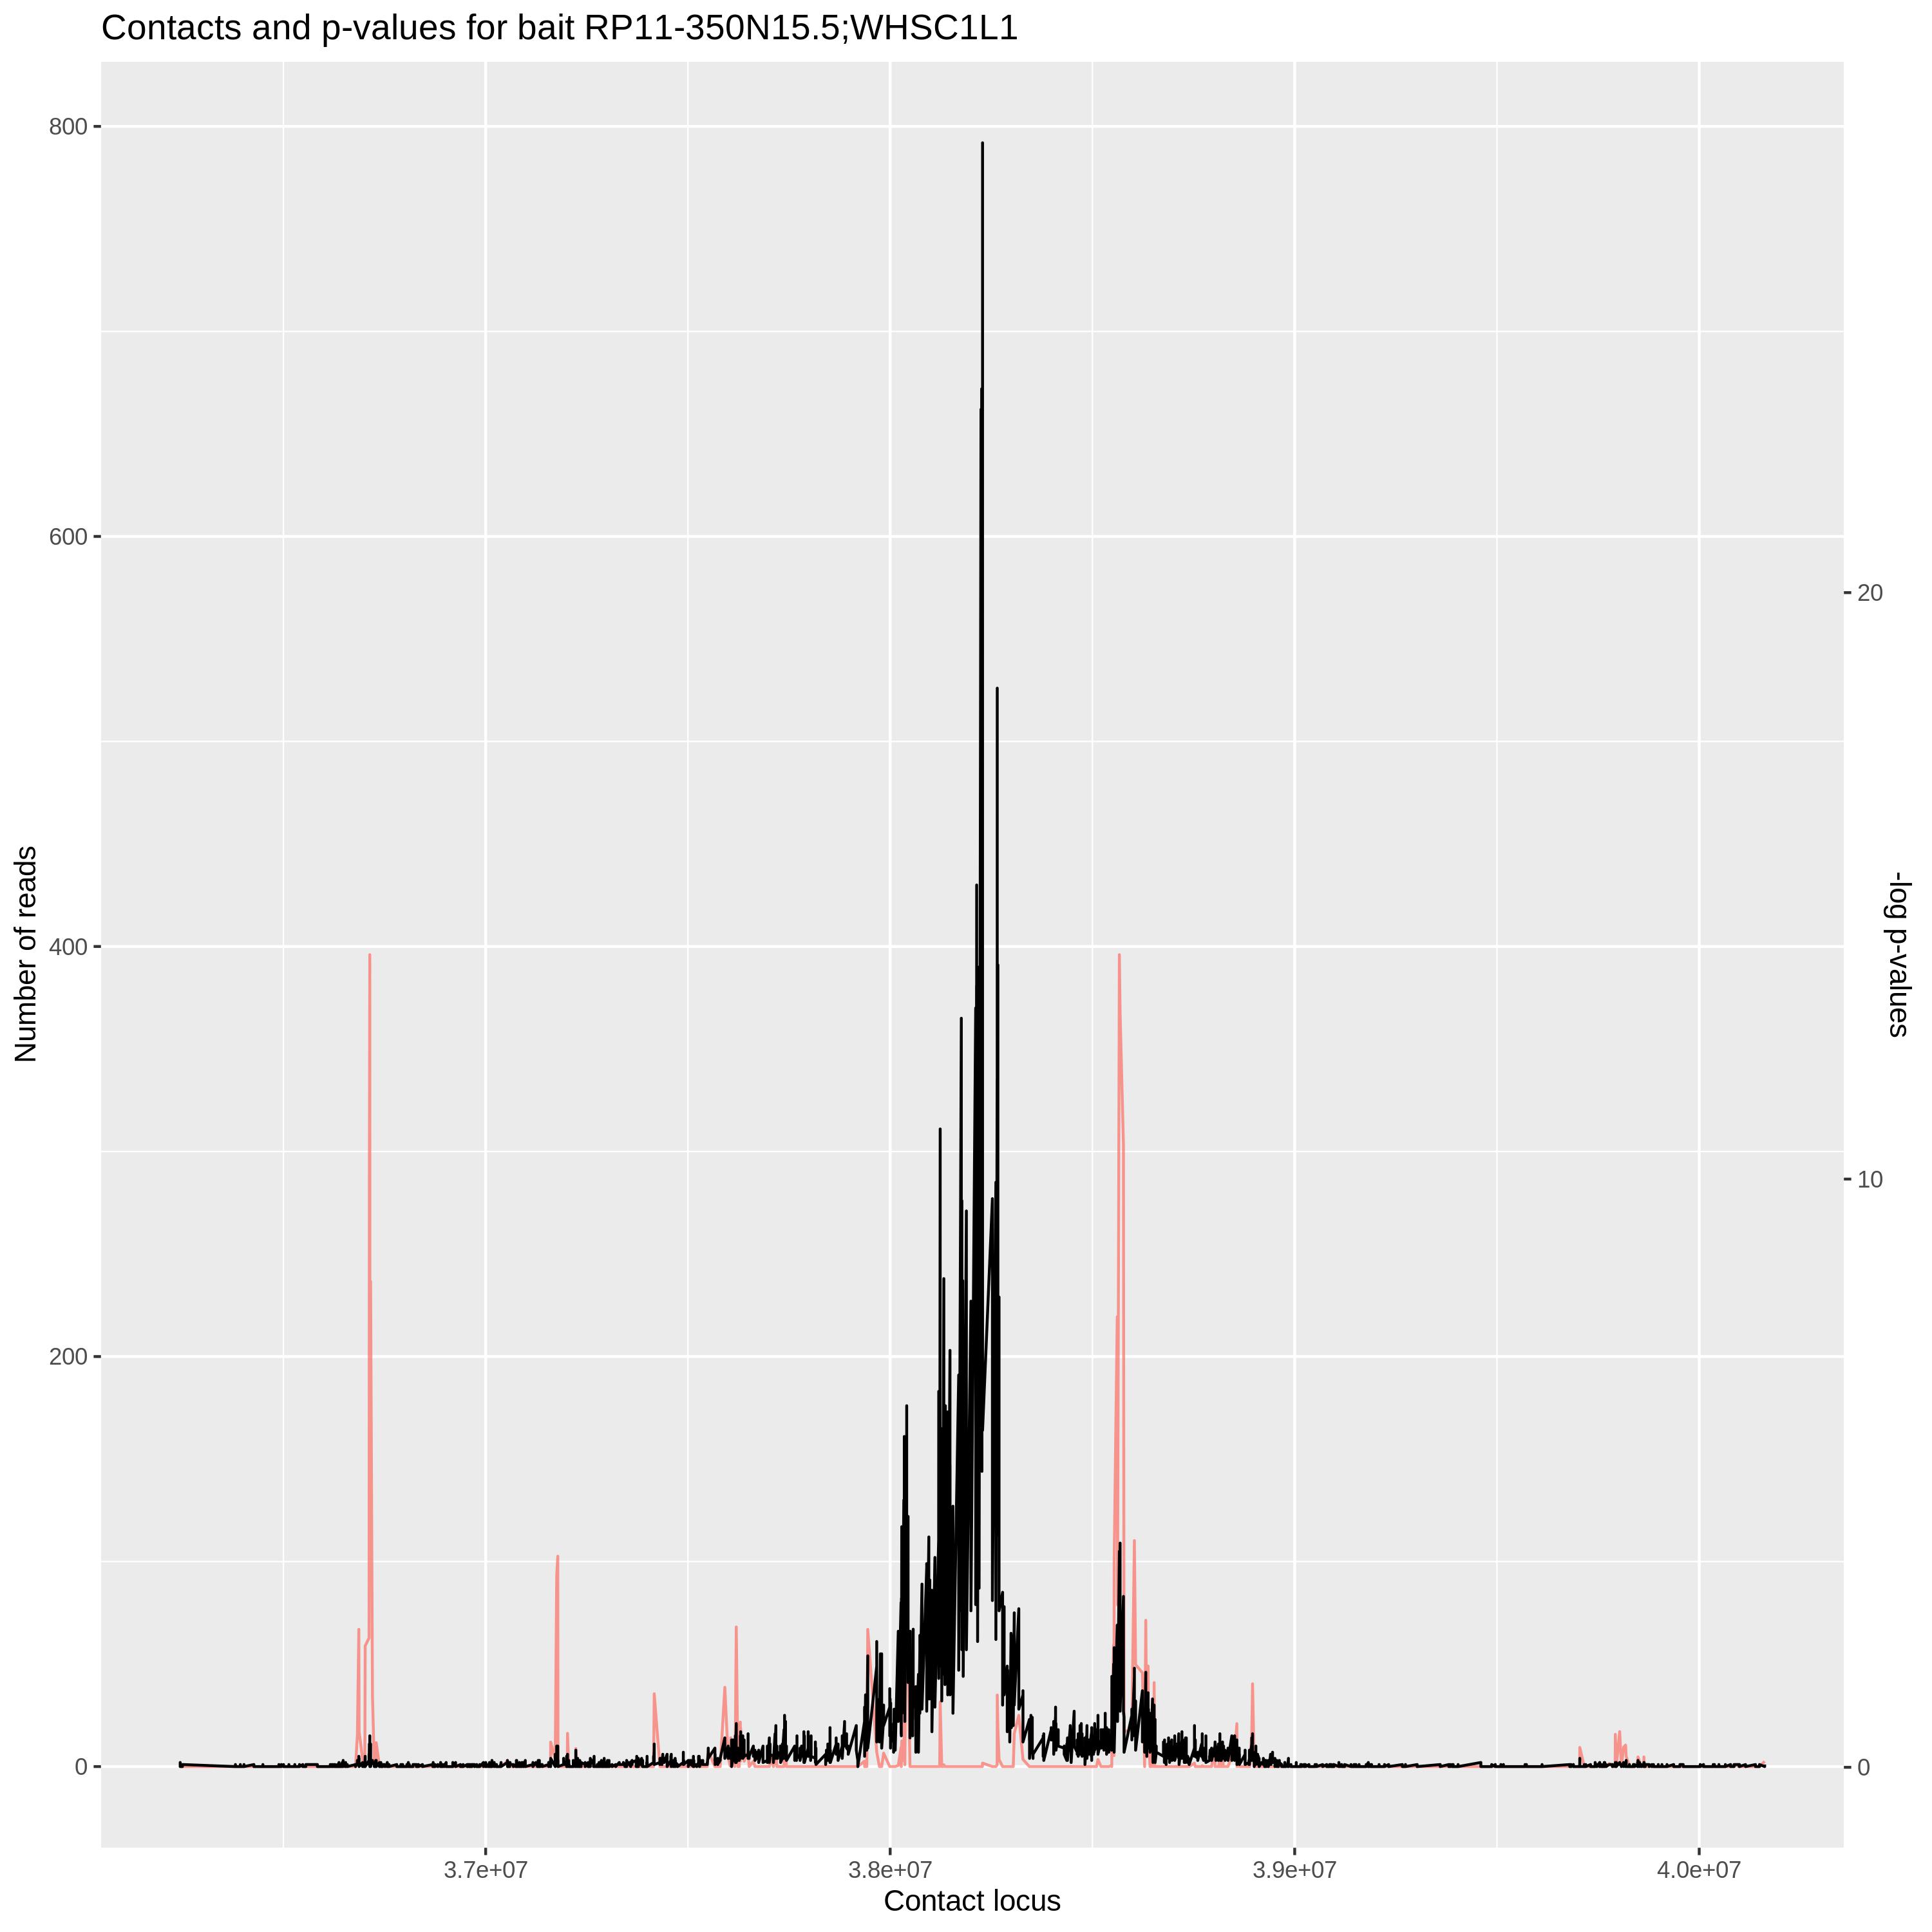 Contacts and p-values for bait RP11-350N15.5;WHSC1L1
800
600
400
200
0
Number of reads
20
10
0
-log p-values
3.7e+07 3.8e+07 3.9e+07 4.0e+07
Contact locus